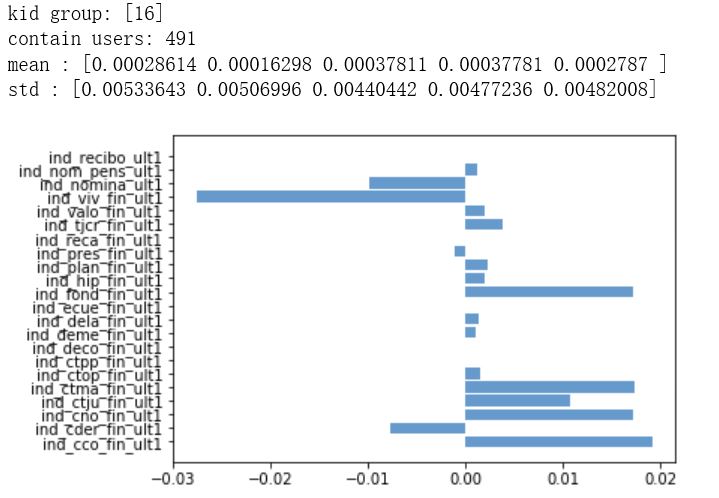 kid group: [16]
contain users: 491
mean : [0.00028614 0.00016298 0.00037811 0.00037781 0.0002787 ]
std : [0.00533643 0.00506996 0.00440442 0.00477236 0.00482008]
ind_recibo_ult1
ind_nom_pens_ult1
ind_nomina_ult1
ind_viv_fin_ult1
ind_valo_fin_ult1
ind_tjcr_fin_ult1
ind_reca_fin_ult1
ind_pres_fin_ult1
ind_plan_fin_ult1
ind_hip_fin_ult1
ind_fond_fin_ult1
ind_ecue_fin_ult1
ind_dela_fin_ult1
ind_deme_fin_ult1
ind_deco_fin_ult1
ind_ctpp_fin_ult1
ind_ctop_fin_ult1
ind_ctma_fin_ult1
ind_ctju_fin_ult1
ind_cno_fin_ult1
ind_cder_fin_ult1
ind_cco_fin_ult1
−0.03 −0.02 −0.01 0.00 0.01 0.02